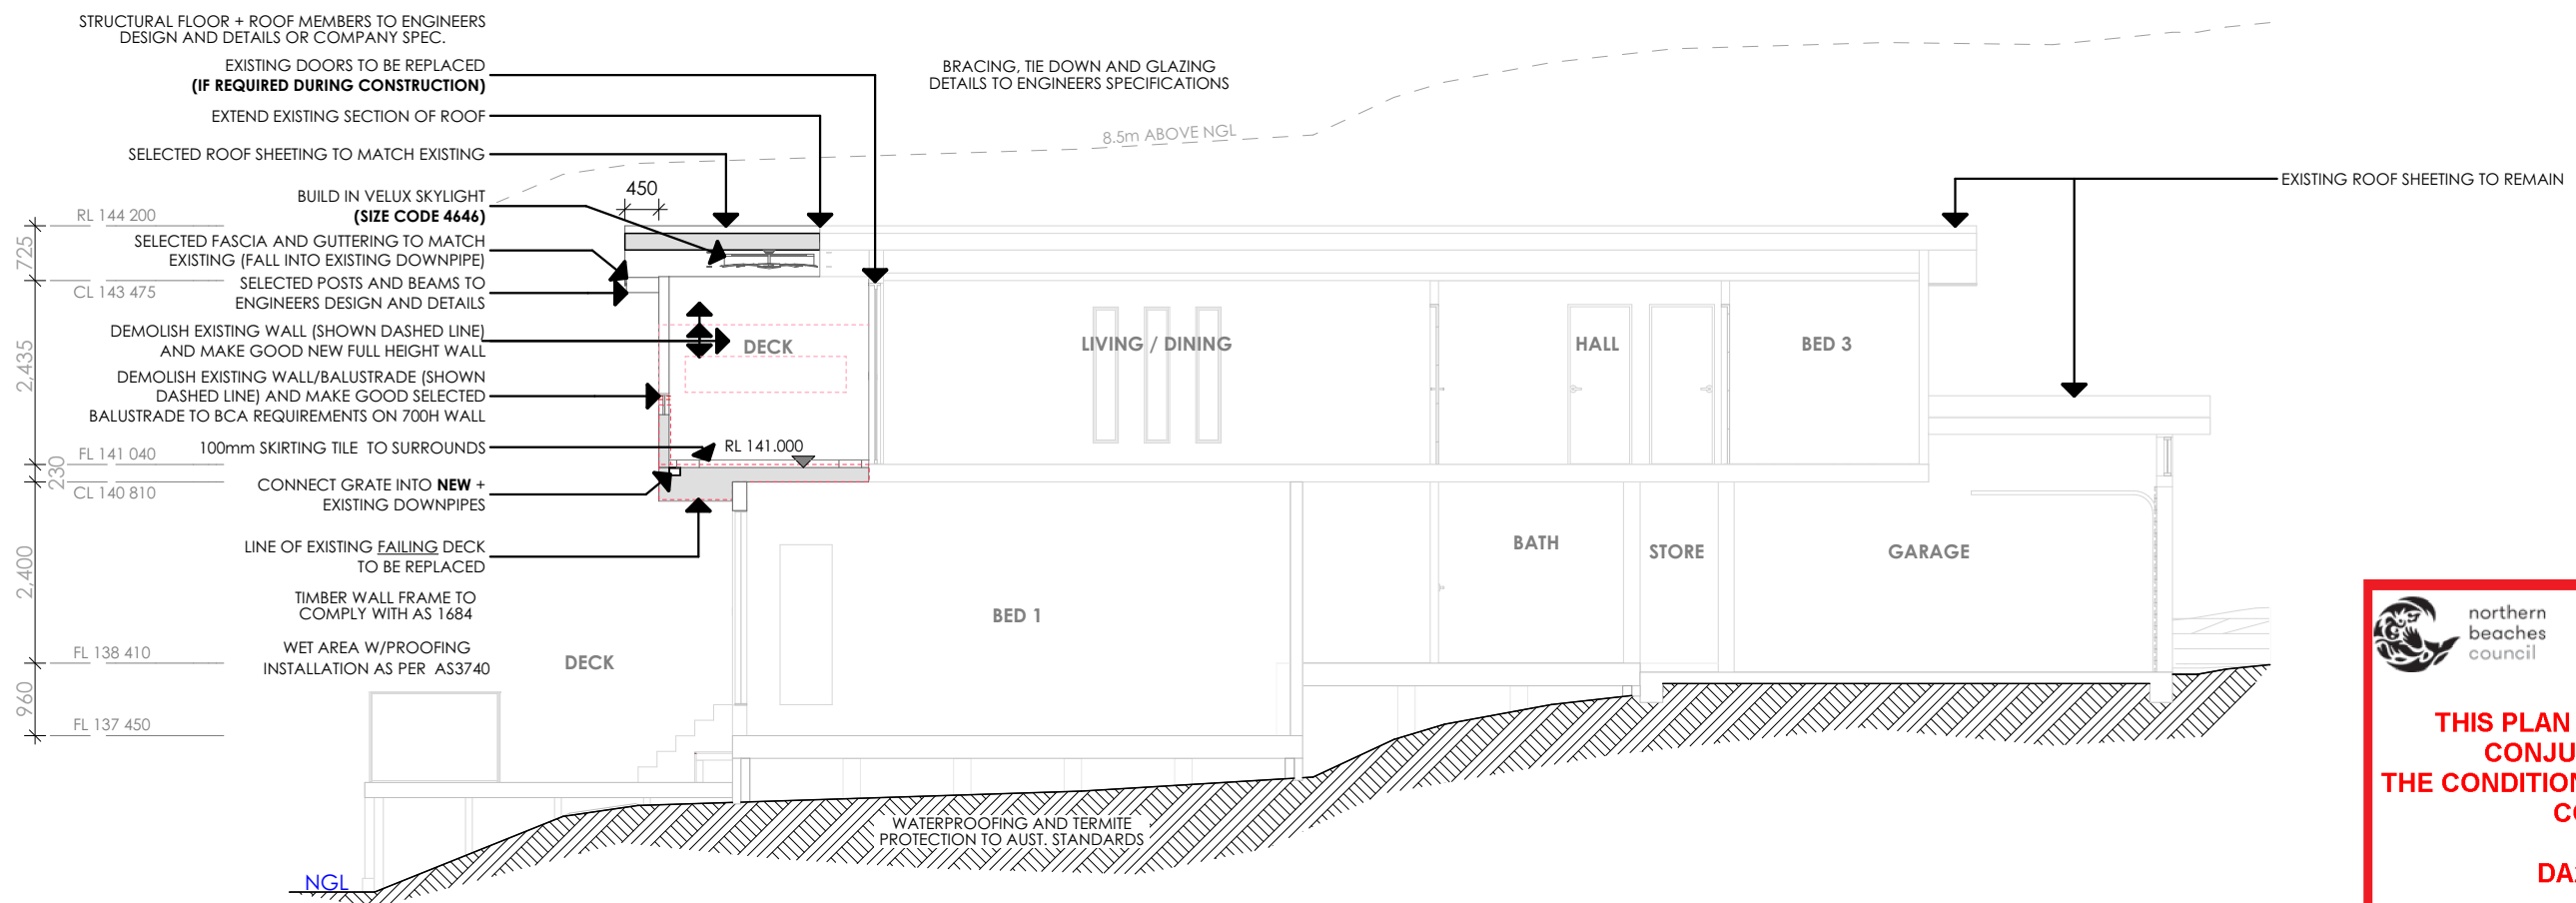 STRUCTURAL FLOOR + ROOF MEMBERS TO ENGINEERS
DESIGN AND DETAILS OR COMPANY SPEC.
EXISTING DOORS TO BE REPLACED
(IF REQUIRED DURING CONSTRUCTION)
EXTEND EXISTING SECTION OF ROOF
SELECTED ROOF SHEETING TO MATCH EXISTING
BUILD IN VELUX SKYLIGHT
(SIZE CODE 4646)
SELECTED FASCIA AND GUTTERING TO MATCH
EXISTING (FALL INTO EXISTING DOWNPIPE)
SELECTED POSTS AND BEAMS TO
ENGINEERS DESIGN AND DETAILS
DEMOLISH EXISTING WALL (SHOWN DASHED LINE)
AND MAKE GOOD NEW FULL HEIGHT WALL
DEMOLISH EXISTING WALL/BALUSTRADE (SHOWN
DASHED LINE) AND MAKE GOOD SELECTED
BALUSTRADE TO BCA REQUIREMENTS ON 700H WALL
100mm SKIRTING TILE TO SURROUNDS
CONNECT GRATE INTO NEW +
EXISTING DOWNPIPES
LINE OF EXISTING FAILING DECK
TO BE REPLACED
TIMBER WALL FRAME TO
COMPLY WITH AS 1684
WET AREA W/PROOFING
INSTALLATION AS PER AS3740
RL 144 200
CL 143 475
FL 141 040
CL 140 810
FL 138 410
FL 137 450
725
2,435
230
2,400
960
450
BRACING, TIE DOWN AND GLAZING
DETAILS TO ENGINEERS SPECIFICATIONS
8.5m ABOVE NGL
EXISTING ROOF SHEETING TO REMAIN
DECK
RL 141.000
LIVING / DINING
HALL
BED 3
BED 1
BATH
STORE
GARAGE
DECK
WATERPROOFING AND TERMITE
PROTECTION TO AUST. STANDARDS
NGL
northern
beaches
council
THIS PLAN
CONJU
THE CONDITION
CO
DA